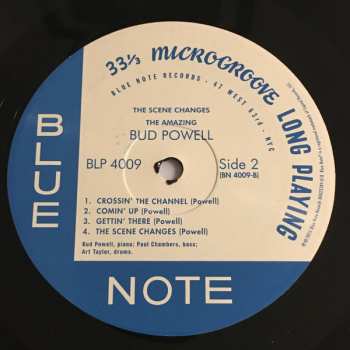 33 1/3 MICROGROOVE LONG PLAYING
BLUE NOTE RECORDS · 47 WEST 63rd · NYC
THE SCENE CHANGES
THE AMAZING
BUD POWELL
BLP 4009
Side 2
(BN 4009-B)
1. CROSSIN' THE CHANNEL (Powell)
2. COMIN' UP (Powell)
3. GETTIN' THERE (Powell)
4. THE SCENE CHANGES (Powell)
Bud Powell, piano; Paul Chambers, bass;
Art Taylor, drums.
BLUE
NOTE